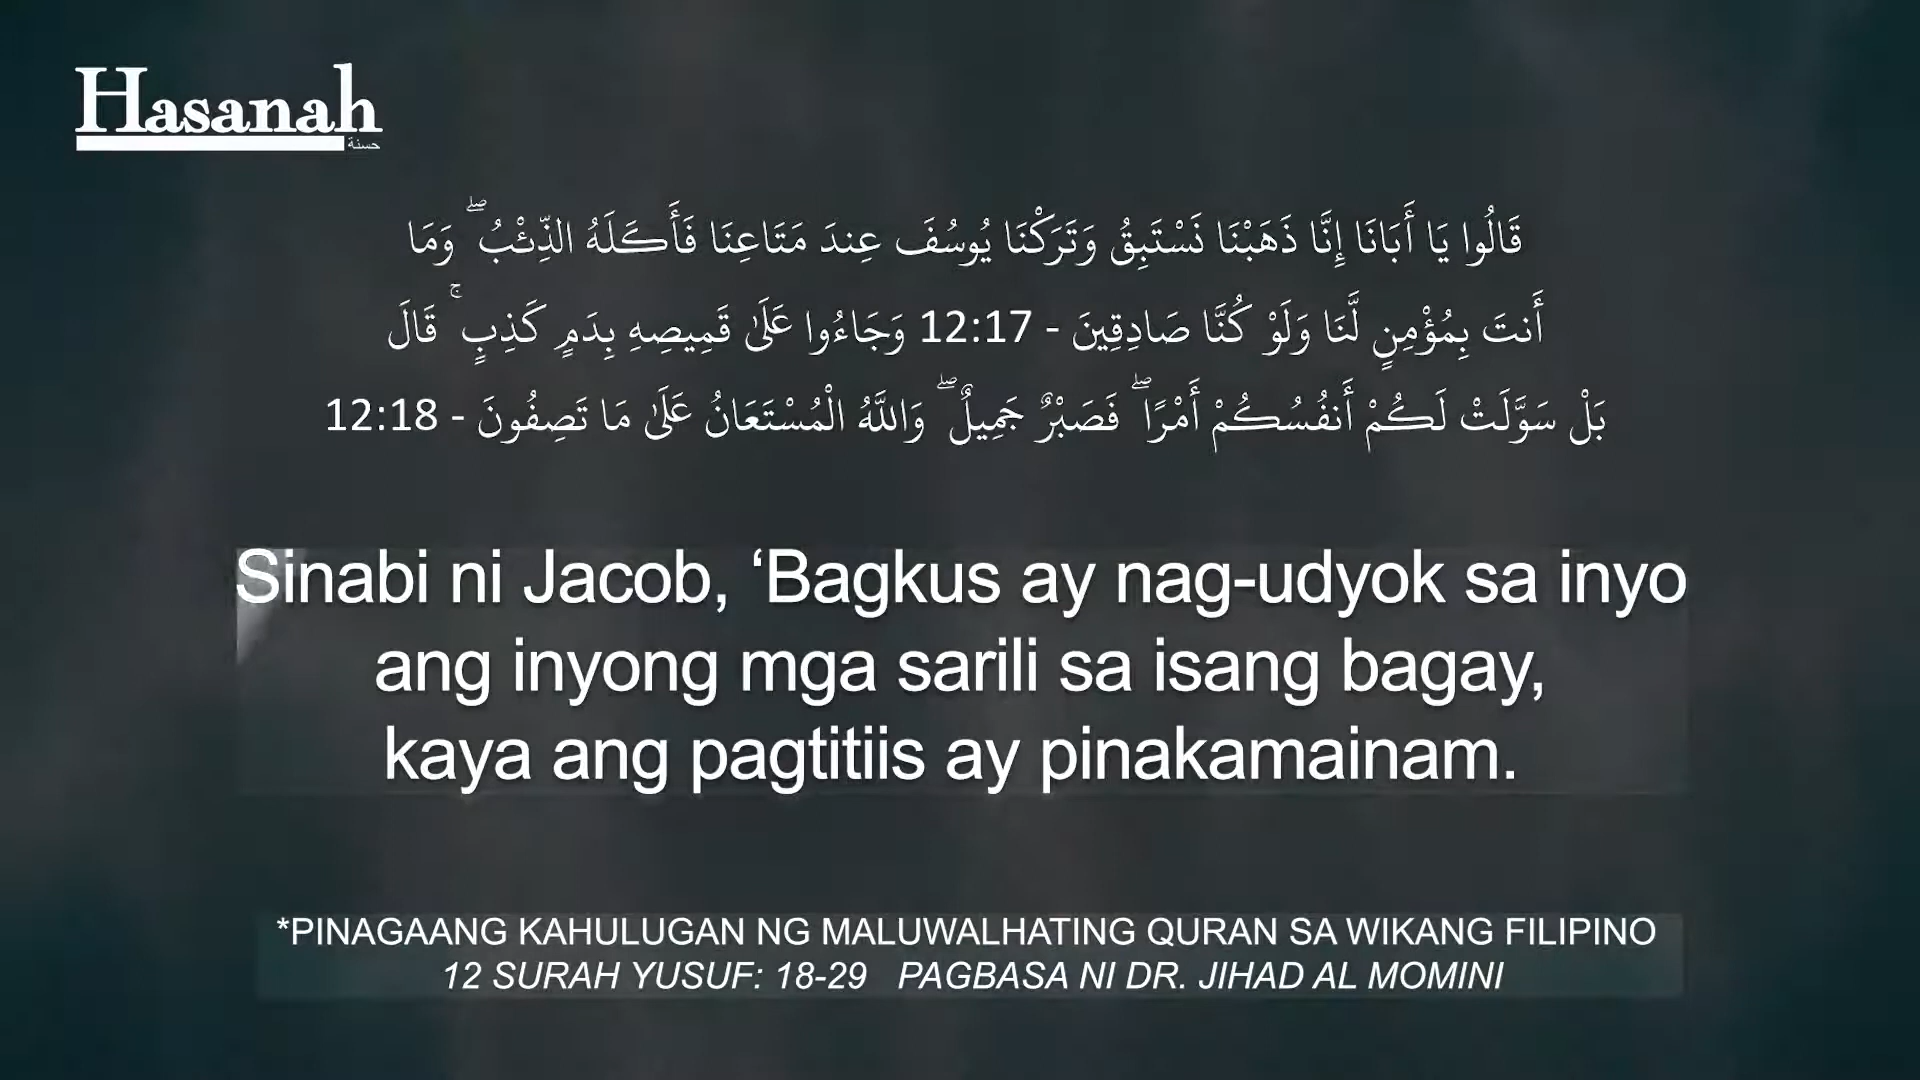 Hasanah
حسنة
قَالُوا يَا أَبَانَا إِنَّا ذَهَبْنَا نَسْتَبِقُ وَتَرَكْنَا يُوسُفَ عِندَ مَتَاعِنَا فَأَكَلَهُ الذِّئْبُ ۖ وَمَا
أَنتَ بِمُؤْمِنٍ لَّنَا وَلَوْ كُنَّا صَادِقِينَ - 12:17 وَجَاءُوا عَلَىٰ قَمِيصِهِ بِدَمٍ كَذِبٍ ۚ قَالَ
بَلْ سَوَّلَتْ لَكُمْ أَنفُسُكُمْ أَمْرًا ۖ فَصَبْرٌ جَمِيلٌ ۖ وَاللَّهُ الْمُسْتَعَانُ عَلَىٰ مَا تَصِفُونَ - 12:18
Sinabi ni Jacob, ‘Bagkus ay nag-udyok sa inyo
ang inyong mga sarili sa isang bagay,
kaya ang pagtitiis ay pinakamainam.
*PINAGAANG KAHULUGAN NG MALUWALHATING QURAN SA WIKANG FILIPINO
12 SURAH YUSUF: 18-29 PAGBASA NI DR. JIHAD AL MOMINI